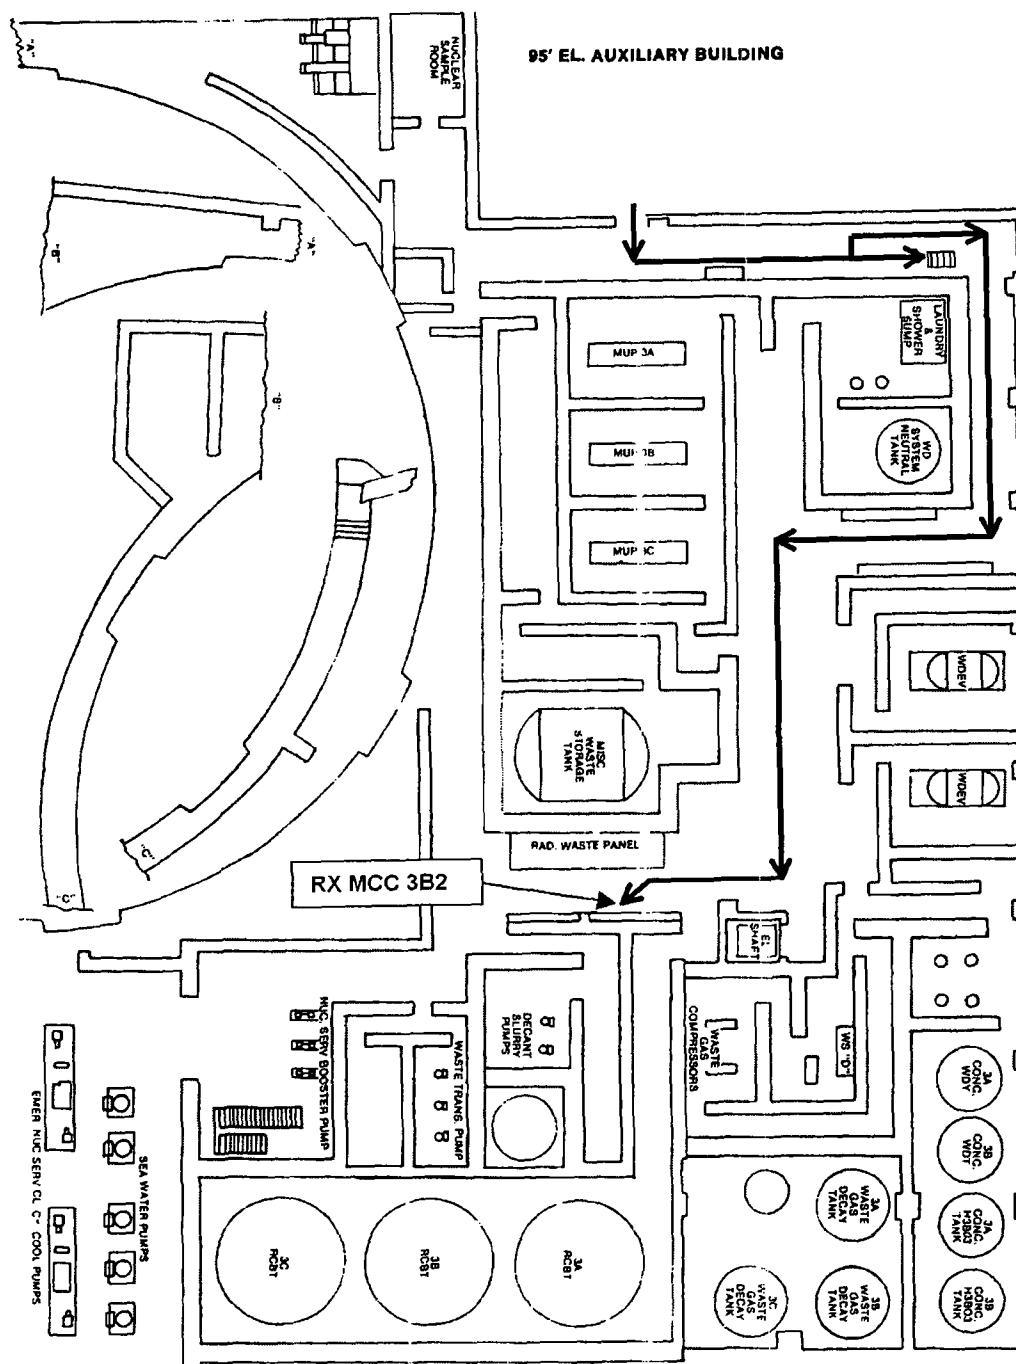 95' EL. AUXILIARY BUILDING
NUCLEAR
SAMPLE
ROOM
"A"
"A"
"B"
"B"
LAUNDRY
&
SHOWER
SUMP
MUP 3A
WD
SYSTEM
NEUTRAL
TANK
MUP
MUP
WDEV
WDEV
MISC
WASTE
STORAGE
TANK
"C"
"C"
RAD. WASTE PANEL
RX MCC 3B2
EL
SHAFT
NUC. SERV BOOSTER PUMP
WASTE TRANS. PUMP
DECANT
SLURRY
PUMPS
WASTE
GAS
COMPRESSORS
WS "D"
3A
CONC.
WDY
3B
CONC.
WDT
3A
CONC.
H3BO3
TANK
3B
CONC.
H3BO3
TANK
3A
WASTE
GAS
DECAY
TANK
3B
WASTE
GAS
DECAY
TANK
3C
WASTE
GAS
DECAY
TANK
3C
RCBT
3B
RCBT
3A
RCBT
SEA WATER PUMPS
EMER NUC SERV CL COOL PUMPS